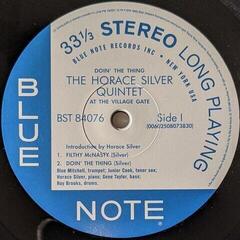 33⅓ STEREO LONG PLAYING
BLUE NOTE RECORDS INC • NEW YORK USA
DOIN' THE THING
THE HORACE SILVER
QUINTET
AT THE VILLAGE GATE
BST 84076 Side I
(006025080738300)
Introduction by Horace Silver
1. FILTHY McNASTY (Silver)
2. DOIN' THE THING (Silver)
Blue Mitchell, trumpet; Junior Cook, tenor sax;
Horace Silver, piano; Gene Taylor, bass;
Roy Brooks, drums.
BLUE
NOTE